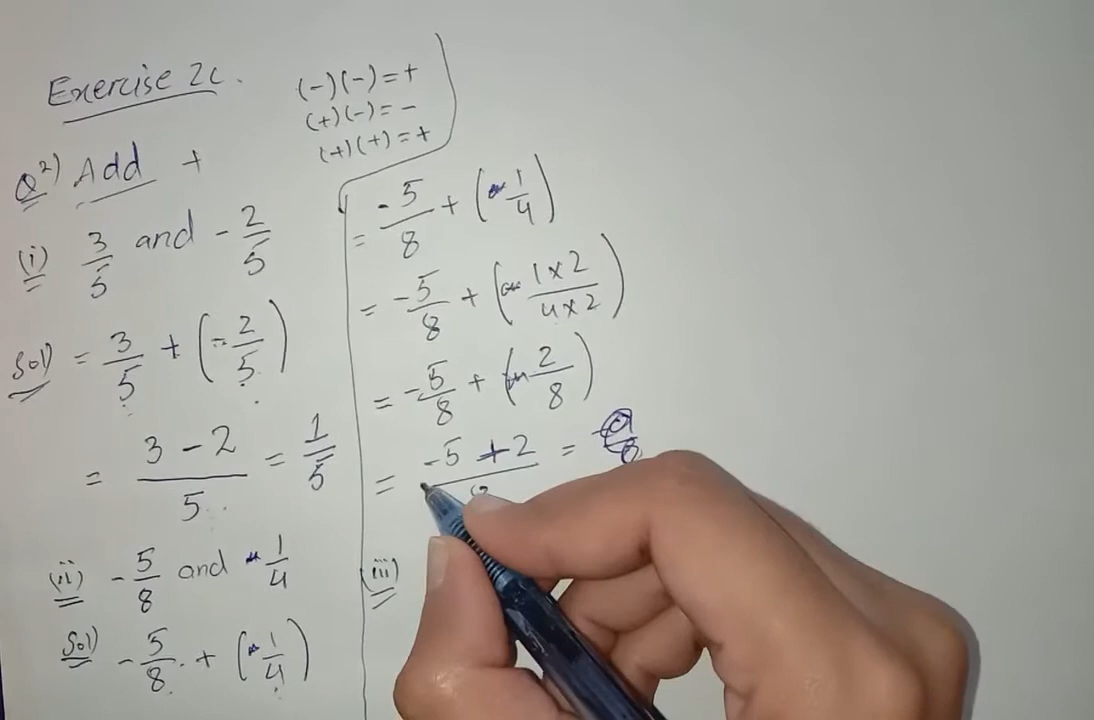 Exercise 2c.
(-)(-) = +
(+)(-) = -
(+)(+) = +
Q2) Add +
(i) 3/5 and - 2/5
Sol) = 3/5 + (- 2/5)
= 3 - 2 / 5 = 1/5
(ii) - 5/8 and 1/4
Sol) - 5/8 + (1/4)
= - 5/8 + (1/4)
= - 5/8 + (1×2 / 4×2)
= - 5/8 + (2/8)
= -5 + 2 / 8 =
(iii)